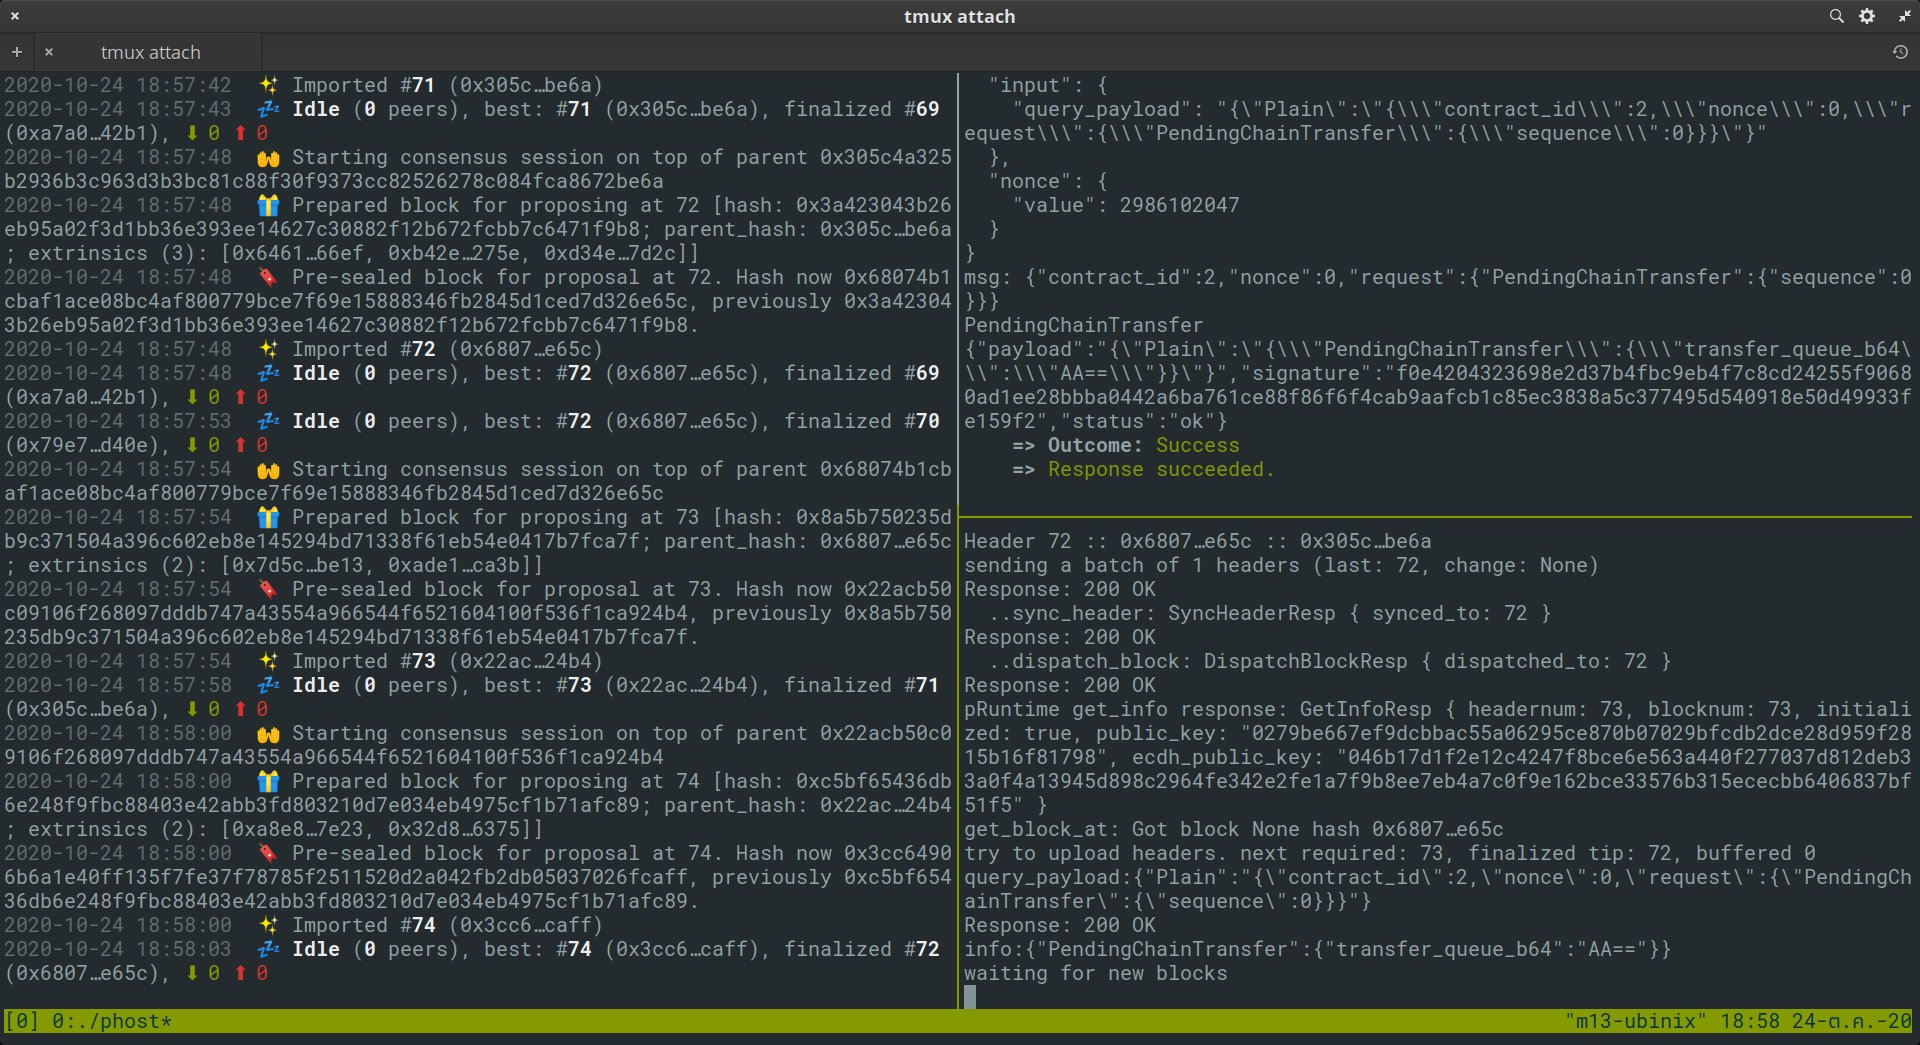 tmux attach
tmux attach
2020-10-24 18:57:42 ✨ Imported #71 (0x305c…be6a)
2020-10-24 18:57:43 💤 Idle (0 peers), best: #71 (0x305c…be6a), finalized #69
(0xa7a0…42b1), ⬇ 0 ⬆ 0
2020-10-24 18:57:48 🙌 Starting consensus session on top of parent 0x305c4a325
b2936b3c963d3b3bc81c88f30f9373cc82526278c084fca8672be6a
2020-10-24 18:57:48 🎁 Prepared block for proposing at 72 [hash: 0x3a423043b26
eb95a02f3d1bb36e393ee14627c30882f12b672fcbb7c6471f9b8; parent_hash: 0x305c…be6a
; extrinsics (3): [0x6461…66ef, 0xb42e…275e, 0xd34e…7d2c]]
2020-10-24 18:57:48 🔖 Pre-sealed block for proposal at 72. Hash now 0x68074b1
cbaf1ace08bc4af800779bce7f69e15888346fb2845d1ced7d326e65c, previously 0x3a42304
3b26eb95a02f3d1bb36e393ee14627c30882f12b672fcbb7c6471f9b8.
2020-10-24 18:57:48 ✨ Imported #72 (0x6807…e65c)
2020-10-24 18:57:48 💤 Idle (0 peers), best: #72 (0x6807…e65c), finalized #69
(0xa7a0…42b1), ⬇ 0 ⬆ 0
2020-10-24 18:57:53 💤 Idle (0 peers), best: #72 (0x6807…e65c), finalized #70
(0x79e7…d40e), ⬇ 0 ⬆ 0
2020-10-24 18:57:54 🙌 Starting consensus session on top of parent 0x68074b1cb
af1ace08bc4af800779bce7f69e15888346fb2845d1ced7d326e65c
2020-10-24 18:57:54 🎁 Prepared block for proposing at 73 [hash: 0x8a5b750235d
b9c371504a396c602eb8e145294bd71338f61eb54e0417b7fca7f; parent_hash: 0x6807…e65c
; extrinsics (2): [0x7d5c…be13, 0xade1…ca3b]]
2020-10-24 18:57:54 🔖 Pre-sealed block for proposal at 73. Hash now 0x22acb50
c09106f268097dddb747a43554a966544f6521604100f536f1ca924b4, previously 0x8a5b750
235db9c371504a396c602eb8e145294bd71338f61eb54e0417b7fca7f.
2020-10-24 18:57:54 ✨ Imported #73 (0x22ac…24b4)
2020-10-24 18:57:58 💤 Idle (0 peers), best: #73 (0x22ac…24b4), finalized #71
(0x305c…be6a), ⬇ 0 ⬆ 0
2020-10-24 18:58:00 🙌 Starting consensus session on top of parent 0x22acb50c0
9106f268097dddb747a43554a966544f6521604100f536f1ca924b4
2020-10-24 18:58:00 🎁 Prepared block for proposing at 74 [hash: 0xc5bf65436db
6e248f9fbc88403e42abb3fd803210d7e034eb4975cf1b71afc89; parent_hash: 0x22ac…24b4
; extrinsics (2): [0xa8e8…7e23, 0x32d8…6375]]
2020-10-24 18:58:00 🔖 Pre-sealed block for proposal at 74. Hash now 0x3cc6490
6b6a1e40ff135f7fe37f78785f2511520d2a042fb2db05037026fcaff, previously 0xc5bf654
36db6e248f9fbc88403e42abb3fd803210d7e034eb4975cf1b71afc89.
2020-10-24 18:58:00 ✨ Imported #74 (0x3cc6…caff)
2020-10-24 18:58:03 💤 Idle (0 peers), best: #74 (0x3cc6…caff), finalized #72
(0x6807…e65c), ⬇ 0 ⬆ 0
"input": {
"query_payload": "{\"Plain\":\"{\\\"contract_id\\\":2,\\\"nonce\\\":0,\\\"r
equest\\\":{\\\"PendingChainTransfer\\\":{\\\"sequence\\\":0}}}\"}"
},
"nonce": {
"value": 2986102047
}
}
msg: {"contract_id":2,"nonce":0,"request":{"PendingChainTransfer":{"sequence":0
}}}
PendingChainTransfer
{"payload":"{\"Plain\":\"{\\\"PendingChainTransfer\\\":{\\\"transfer_queue_b64\
\\":\\\"AA==\\\"}}\"}","signature":"f0e4204323698e2d37b4fbc9eb4f7c8cd24255f9068
0ad1ee28bbba0442a6ba761ce88f86f6f4cab9aafcb1c85ec3838a5c377495d540918e50d49933f
e159f2","status":"ok"}
=> Outcome: Success
=> Response succeeded.
Header 72 :: 0x6807…e65c :: 0x305c…be6a
sending a batch of 1 headers (last: 72, change: None)
Response: 200 OK
..sync_header: SyncHeaderResp { synced_to: 72 }
Response: 200 OK
..dispatch_block: DispatchBlockResp { dispatched_to: 72 }
Response: 200 OK
pRuntime get_info response: GetInfoResp { headernum: 73, blocknum: 73, initiali
zed: true, public_key: "0279be667ef9dcbbac55a06295ce870b07029bfcdb2dce28d959f28
15b16f81798", ecdh_public_key: "046b17d1f2e12c4247f8bce6e563a440f277037d812deb3
3a0f4a13945d898c2964fe342e2fe1a7f9b8ee7eb4a7c0f9e162bce33576b315ececbb6406837bf
51f5" }
get_block_at: Got block None hash 0x6807…e65c
try to upload headers. next required: 73, finalized tip: 72, buffered 0
query_payload:{"Plain":"{\"contract_id\":2,\"nonce\":0,\"request\":{\"PendingCh
ainTransfer\":{\"sequence\":0}}}"}
Response: 200 OK
info:{"PendingChainTransfer":{"transfer_queue_b64":"AA=="}}
waiting for new blocks
[0] 0:./phost* "m13-ubinix" 18:58 24-ต.ค.-20